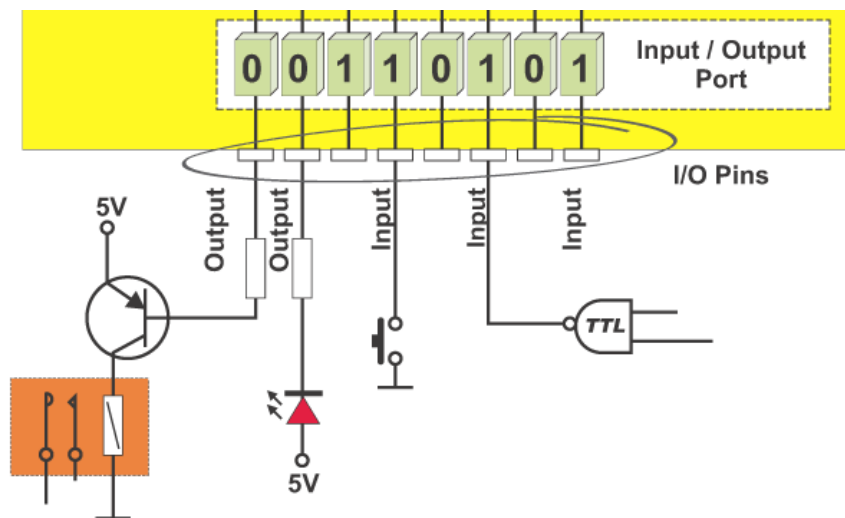 0 0 1 1 0 1 0 1
Input / Output
Port
I/O Pins
Output
Output
Input
Input
Input
5V
TTL
5V